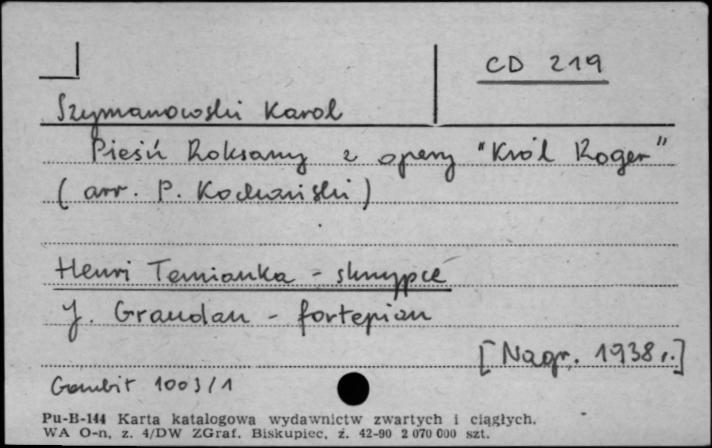 CD 219
Szymanowski Karol
Pieśń Roksany z opery "Król Roger"
(arr. P. Kochański)
Henri Temianka - skrzypce
J. Graudan - fortepian
[Nagr. 1938 r.]
Gambit 1003/1
Pu-B-144 Karta katalogowa wydawnictw zwartych i ciągłych.
WA O-n, z. 4/DW ZGraf. Biskupiec, ż. 42-90 2 070 000 szt.